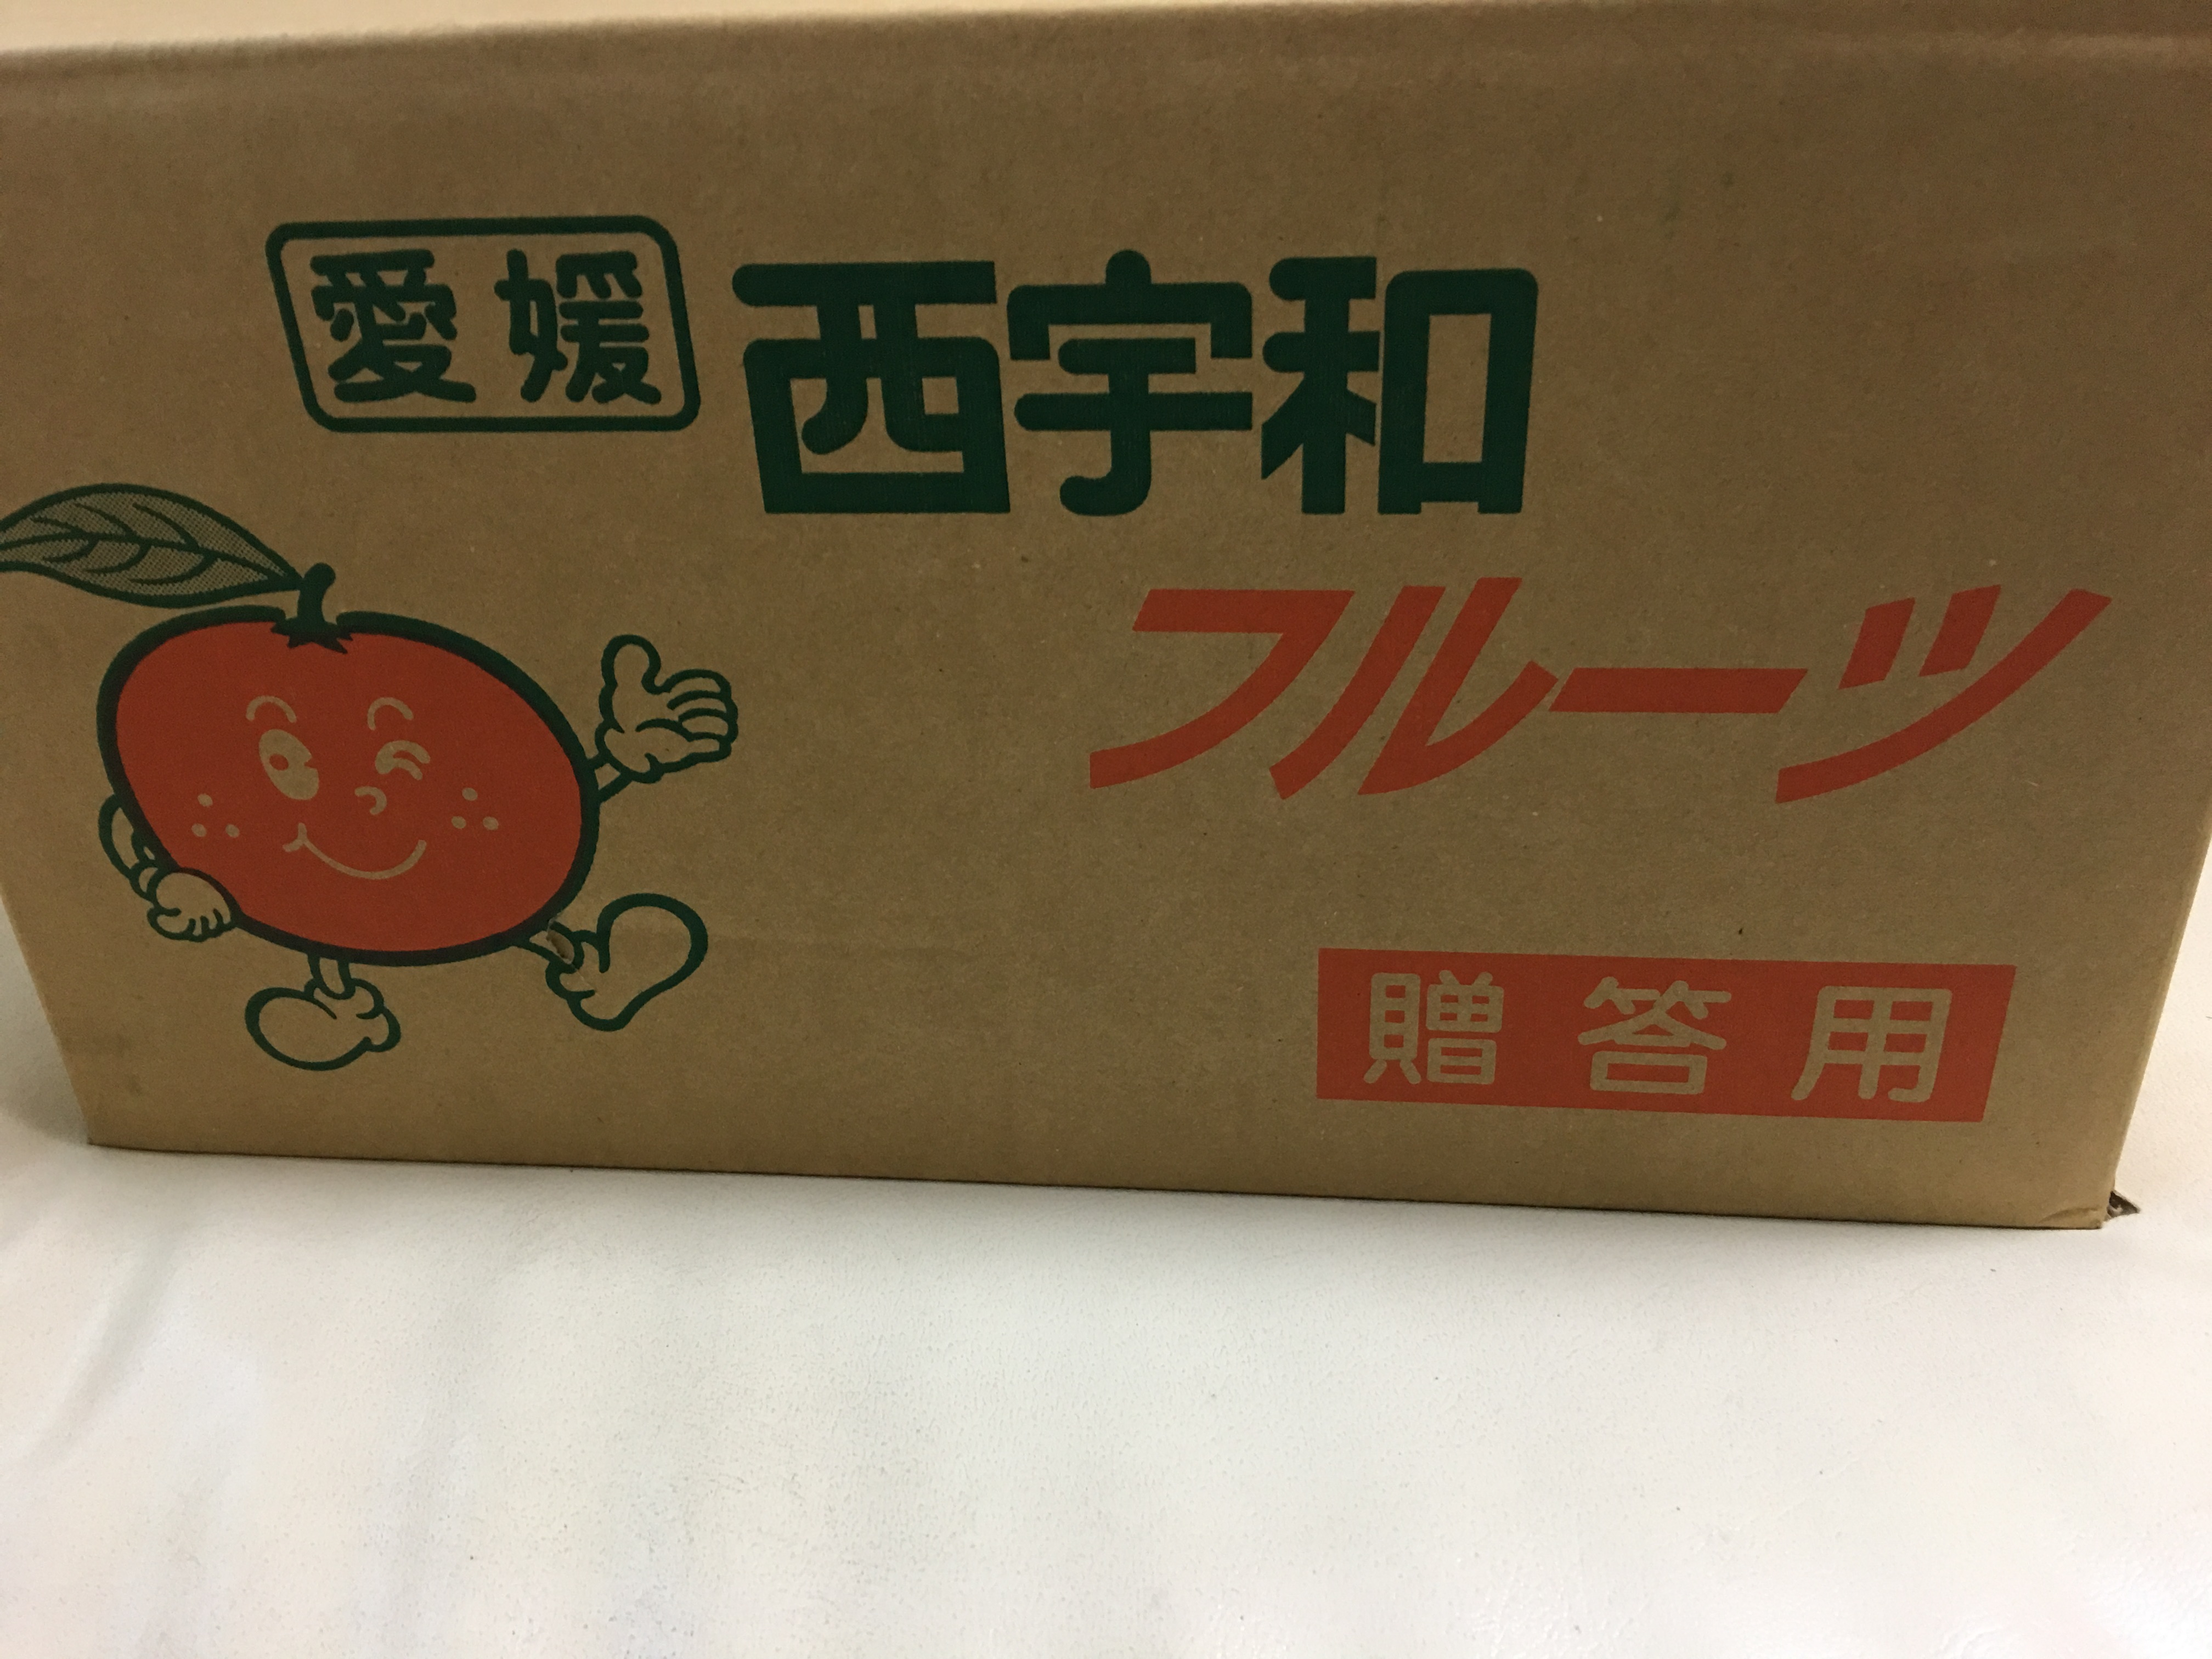 愛媛 西宇和
フルーツ
贈答用